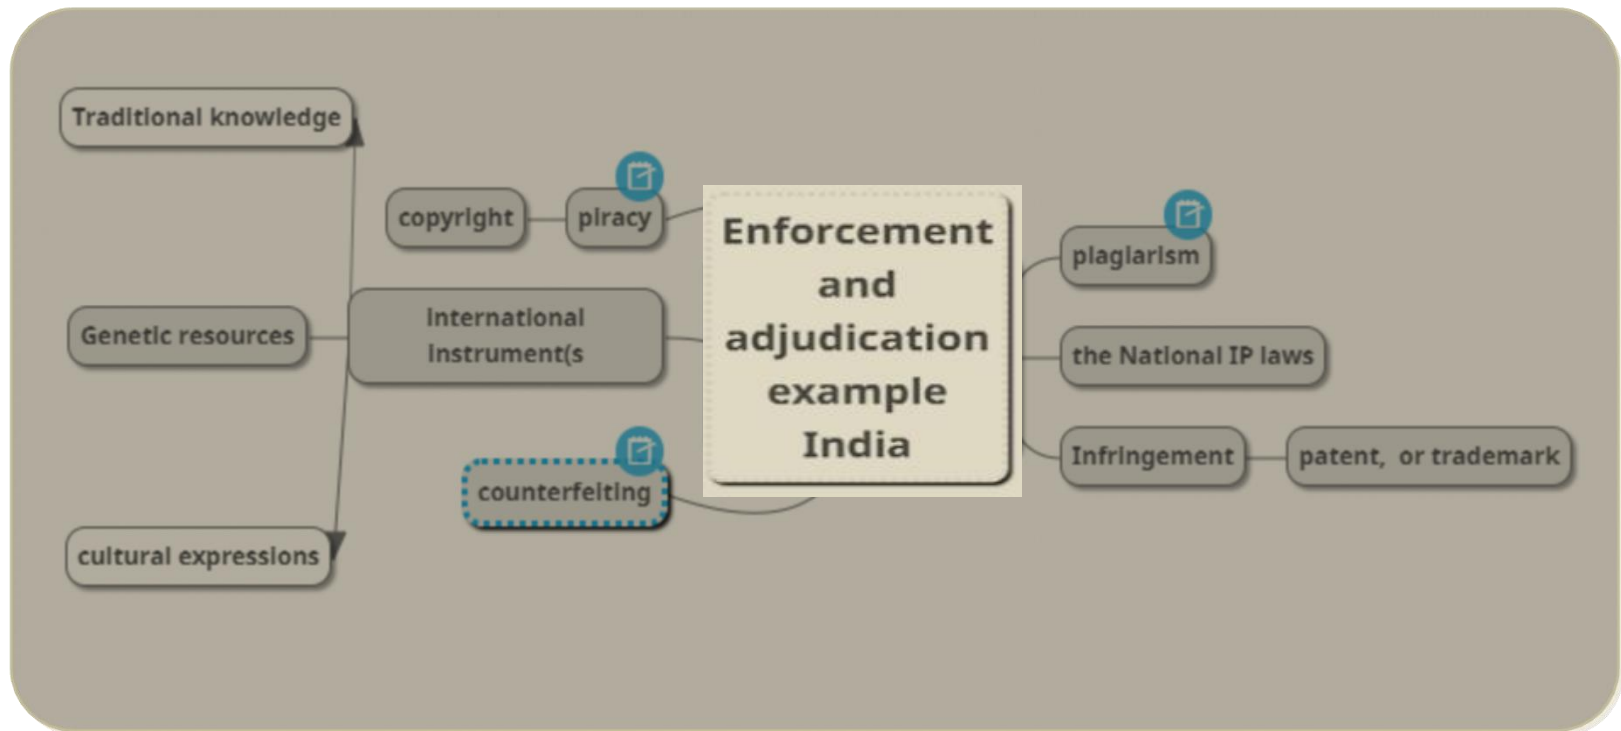 Traditional knowledge
copyright
piracy
Genetic resources
international
instrument(s
counterfeiting
cultural expressions
Enforcement
and
adjudication
example
India
plagiarism
the National IP laws
Infringement
patent,  or trademark